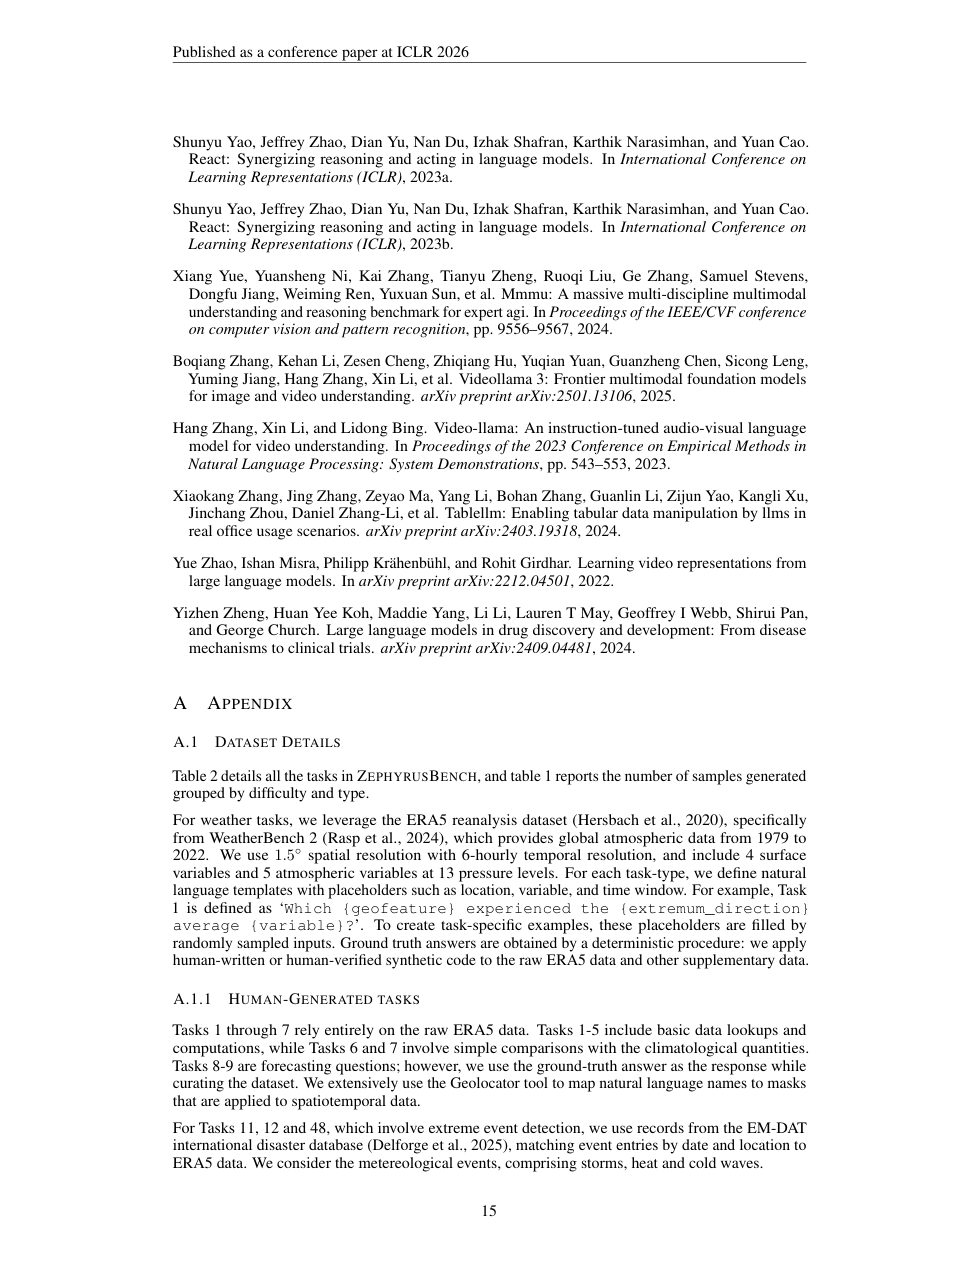 Published as a conference paper at ICLR 2026
Shunyu Yao, Jeffrey Zhao, Dian Yu, Nan Du, Izhak Shafran, Karthik Narasimhan, and Yuan Cao.
React: Synergizing reasoning and acting in language models. In International Conference on
Learning Representations (ICLR), 2023a.
Shunyu Yao, Jeffrey Zhao, Dian Yu, Nan Du, Izhak Shafran, Karthik Narasimhan, and Yuan Cao.
React: Synergizing reasoning and acting in language models. In International Conference on
Learning Representations (ICLR), 2023b.
Xiang Yue, Yuansheng Ni, Kai Zhang, Tianyu Zheng, Ruoqi Liu, Ge Zhang, Samuel Stevens,
Dongfu Jiang, Weiming Ren, Yuxuan Sun, et al. Mmmu: A massive multi-discipline multimodal
understanding and reasoning benchmark for expert agi. In Proceedings of the IEEE/CVF conference
on computer vision and pattern recognition, pp. 9556–9567, 2024.
Boqiang Zhang, Kehan Li, Zesen Cheng, Zhiqiang Hu, Yuqian Yuan, Guanzheng Chen, Sicong Leng,
Yuming Jiang, Hang Zhang, Xin Li, et al. Videollama 3: Frontier multimodal foundation models
for image and video understanding. arXiv preprint arXiv:2501.13106, 2025.
Hang Zhang, Xin Li, and Lidong Bing. Video-llama: An instruction-tuned audio-visual language
model for video understanding. In Proceedings of the 2023 Conference on Empirical Methods in
Natural Language Processing: System Demonstrations, pp. 543–553, 2023.
Xiaokang Zhang, Jing Zhang, Zeyao Ma, Yang Li, Bohan Zhang, Guanlin Li, Zijun Yao, Kangli Xu,
Jinchang Zhou, Daniel Zhang-Li, et al. Tablellm: Enabling tabular data manipulation by llms in
real office usage scenarios. arXiv preprint arXiv:2403.19318, 2024.
Yue Zhao, Ishan Misra, Philipp Krähenbühl, and Rohit Girdhar. Learning video representations from
large language models. In arXiv preprint arXiv:2212.04501, 2022.
Yizhen Zheng, Huan Yee Koh, Maddie Yang, Li Li, Lauren T May, Geoffrey I Webb, Shirui Pan,
and George Church. Large language models in drug discovery and development: From disease
mechanisms to clinical trials. arXiv preprint arXiv:2409.04481, 2024.
A APPENDIX
A.1 DATASET DETAILS
Table 2 details all the tasks in ZEPHYRUSBENCH, and table 1 reports the number of samples generated
grouped by difficulty and type.
For weather tasks, we leverage the ERA5 reanalysis dataset (Hersbach et al., 2020), specifically
from WeatherBench 2 (Rasp et al., 2024), which provides global atmospheric data from 1979 to
2022. We use 1.5° spatial resolution with 6-hourly temporal resolution, and include 4 surface
variables and 5 atmospheric variables at 13 pressure levels. For each task-type, we define natural
language templates with placeholders such as location, variable, and time window. For example, Task
1 is defined as ‘Which {geofeature} experienced the {extremum_direction}
average {variable}?’. To create task-specific examples, these placeholders are filled by
randomly sampled inputs. Ground truth answers are obtained by a deterministic procedure: we apply
human-written or human-verified synthetic code to the raw ERA5 data and other supplementary data.
A.1.1 HUMAN-GENERATED TASKS
Tasks 1 through 7 rely entirely on the raw ERA5 data. Tasks 1-5 include basic data lookups and
computations, while Tasks 6 and 7 involve simple comparisons with the climatological quantities.
Tasks 8-9 are forecasting questions; however, we use the ground-truth answer as the response while
curating the dataset. We extensively use the Geolocator tool to map natural language names to masks
that are applied to spatiotemporal data.
For Tasks 11, 12 and 48, which involve extreme event detection, we use records from the EM-DAT
international disaster database (Delforge et al., 2025), matching event entries by date and location to
ERA5 data. We consider the metereological events, comprising storms, heat and cold waves.
15